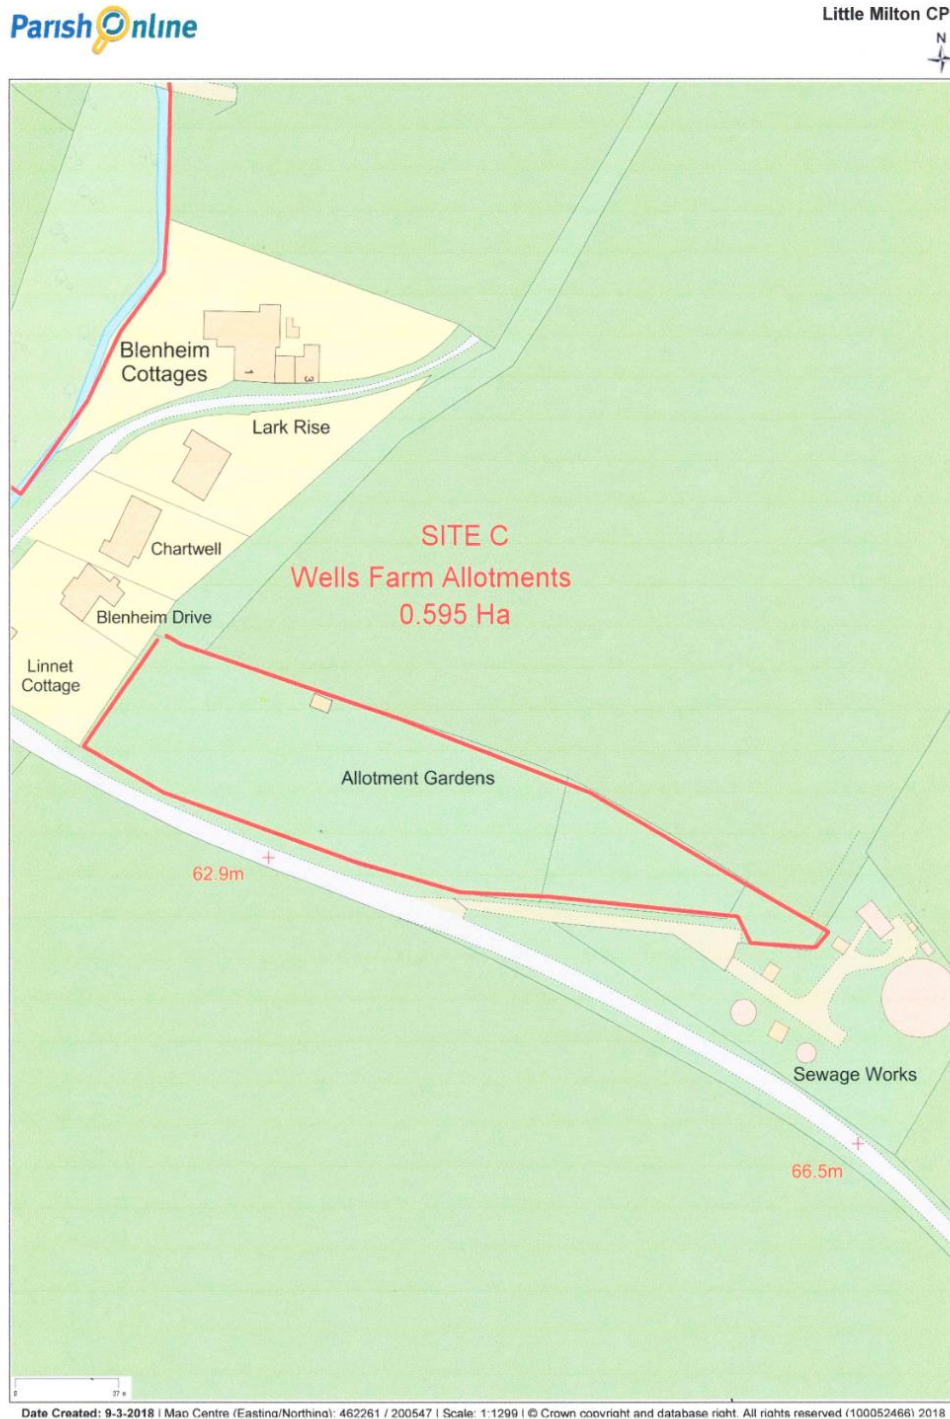 Parish Online
Little Milton CP
N
Blenheim
Cottages
1
3
Lark Rise
SITE C
Wells Farm Allotments
0.595 Ha
Chartwell
Blenheim Drive
Linnet
Cottage
Allotment Gardens
62.9m
Sewage Works
66.5m
Date Created: 9-3-2018 | Map Centre (Easting/Northing): 462261 / 200547 | Scale: 1:1299 | © Crown copyright and database right. All rights reserved (100052466) 2018